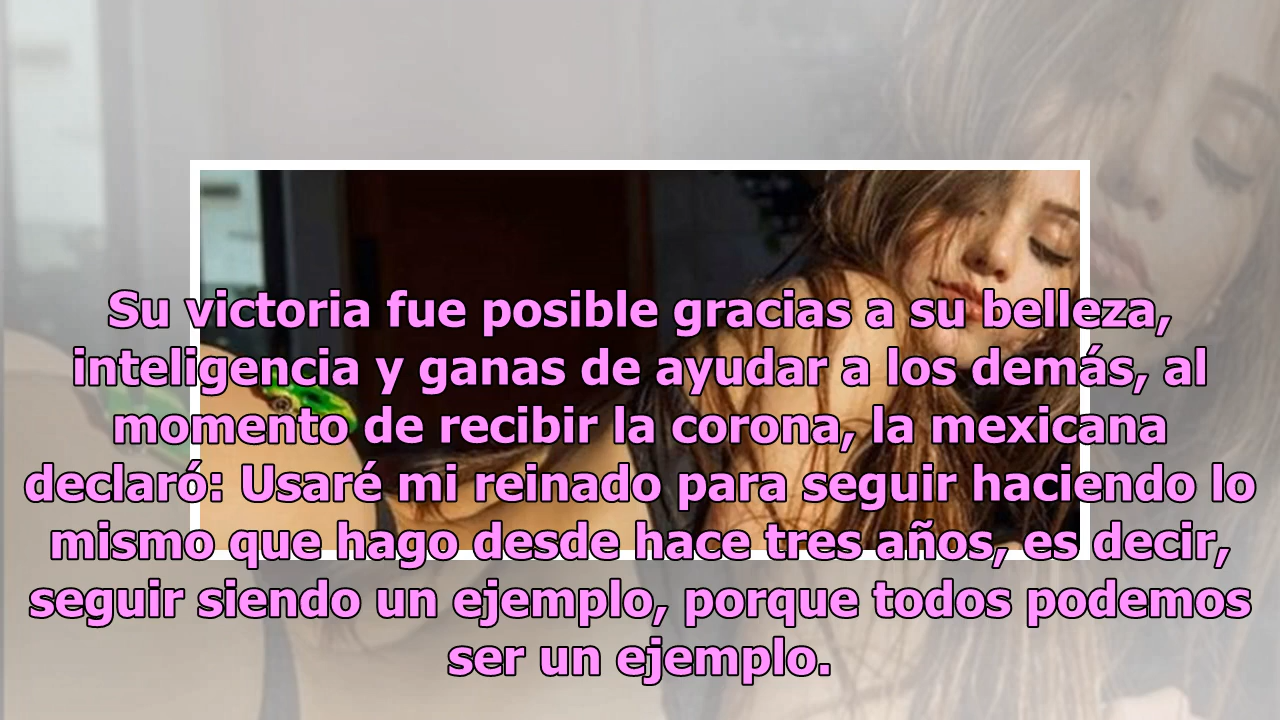 Su victoria fue posible gracias a su belleza,
inteligencia y ganas de ayudar a los demás, al
momento de recibir la corona, la mexicana
declaró: Usaré mi reinado para seguir haciendo lo
mismo que hago desde hace tres años, es decir,
seguir siendo un ejemplo, porque todos podemos
ser un ejemplo.